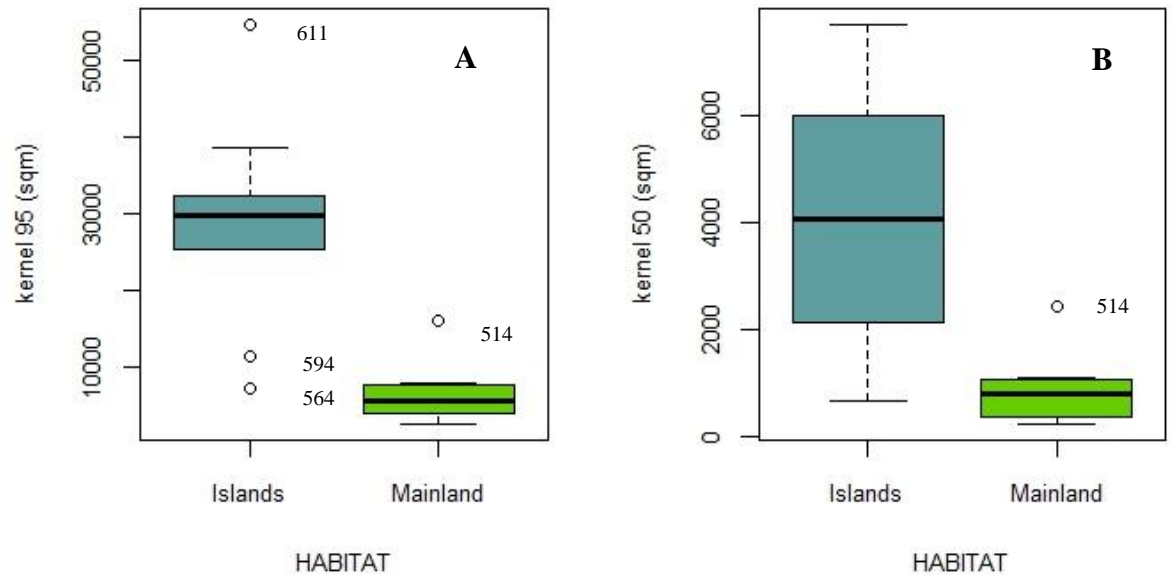 A
kernel 95 (sqm)
50000
30000
10000
611
594
564
514
Islands
Mainland
HABITAT
B
kernel 50 (sqm)
6000
4000
2000
0
514
Islands
Mainland
HABITAT